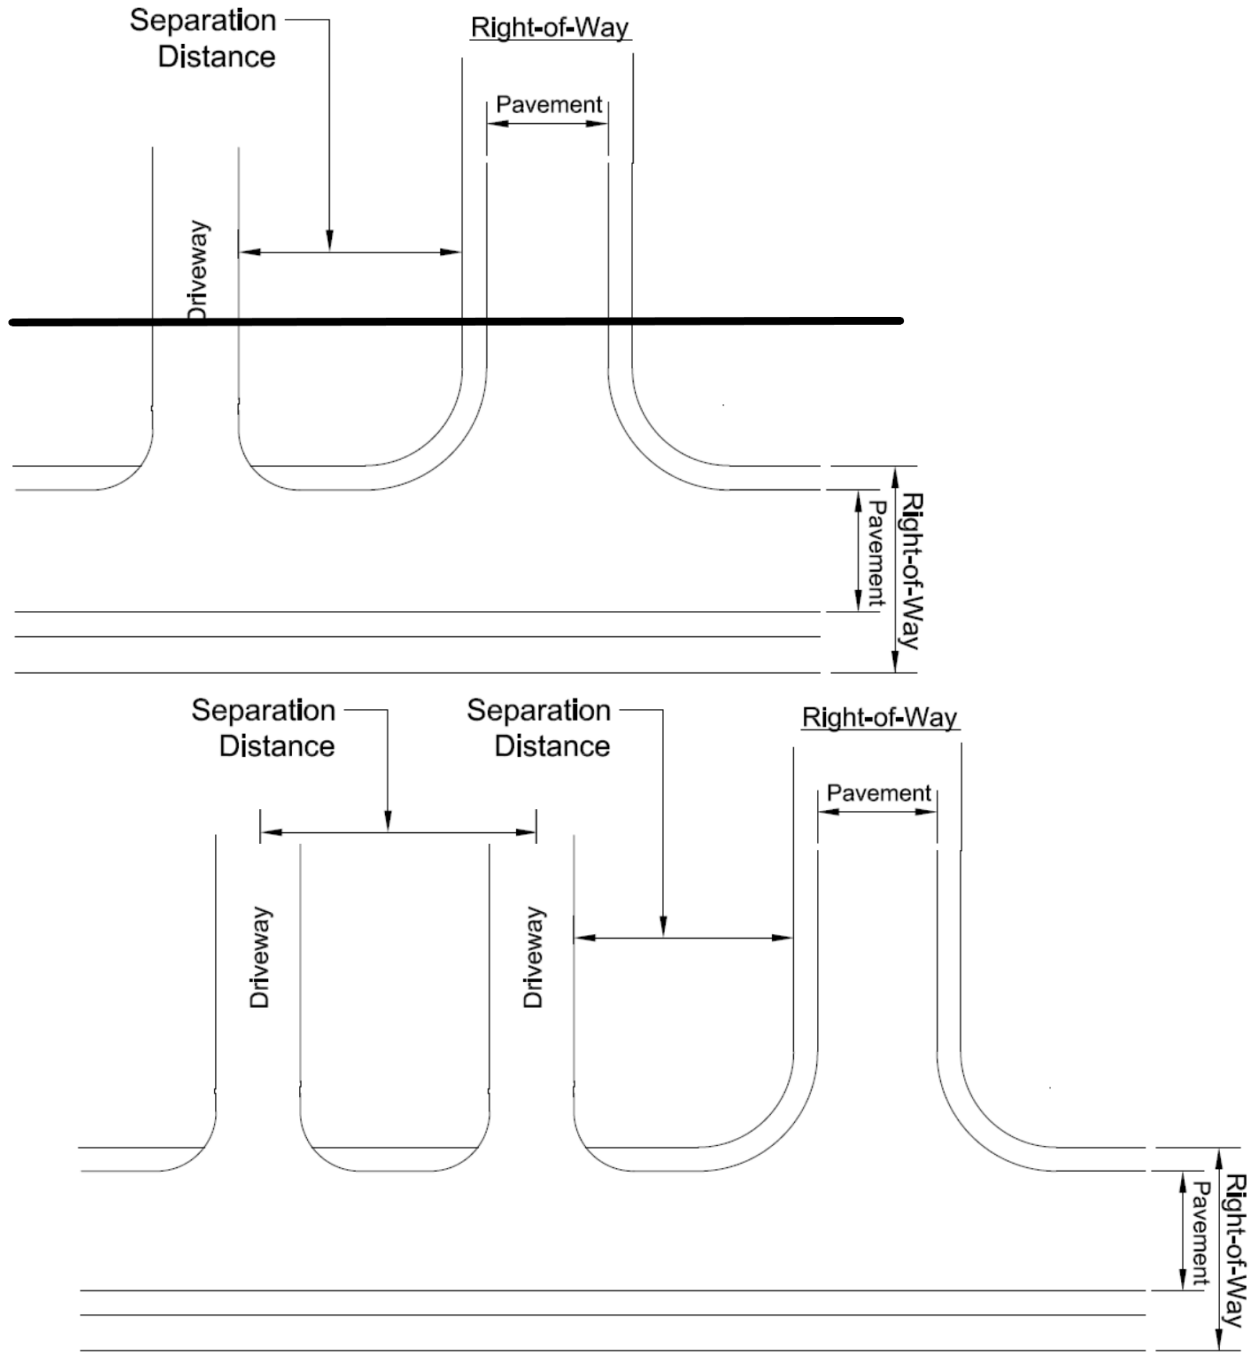 Separation
Distance
Right-of-Way
Pavement
Driveway
Pavement
Right-of-Way
Separation
Distance
Separation
Distance
Right-of-Way
Pavement
Driveway
Driveway
Pavement
Right-of-Way